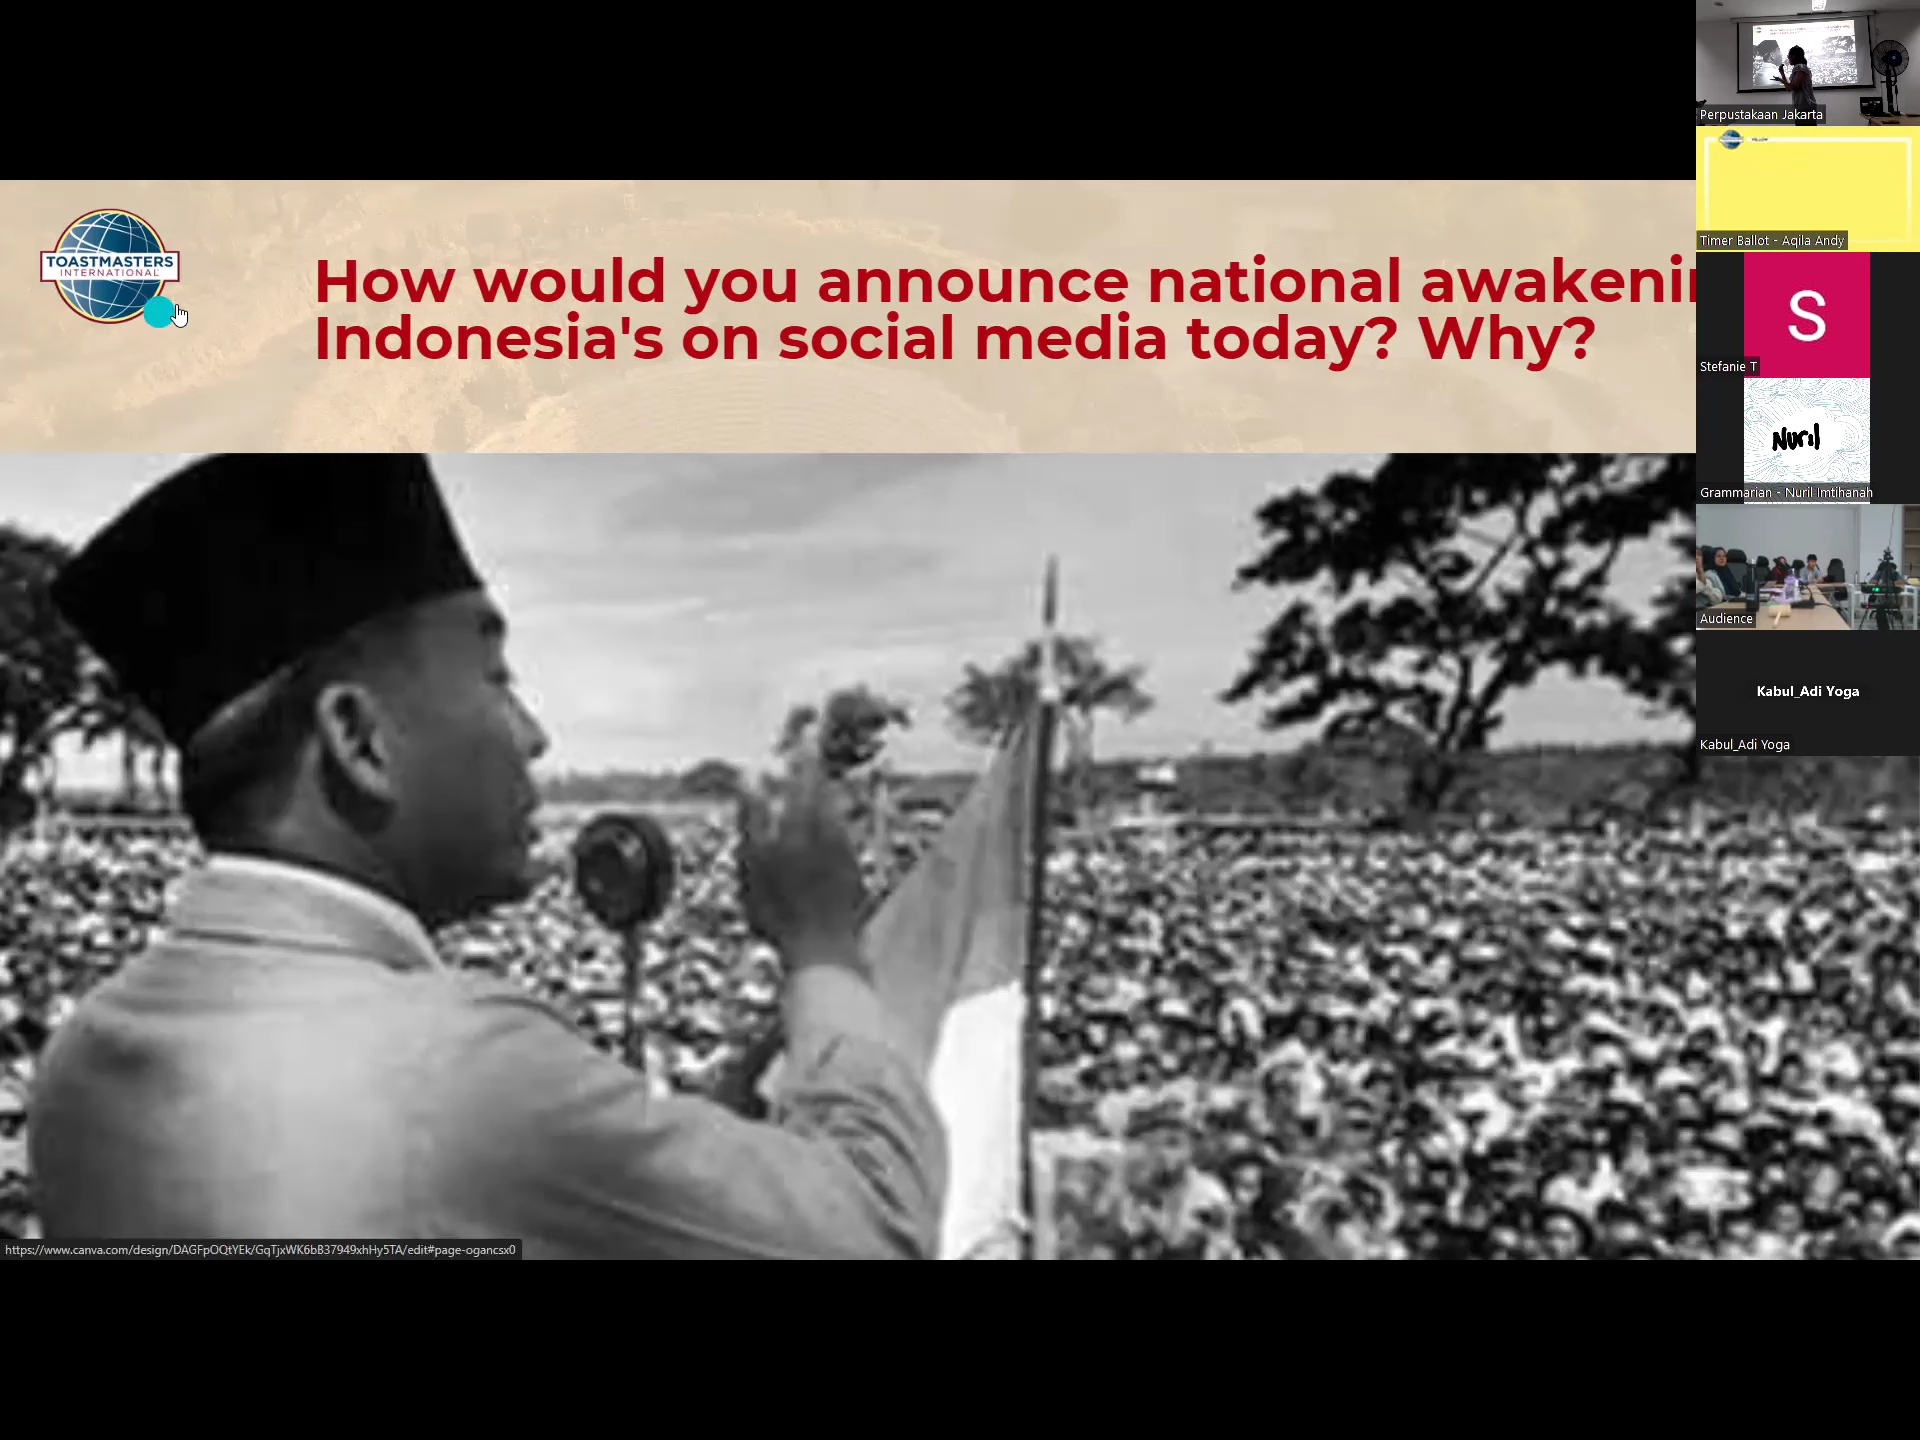 TOASTMASTERS
INTERNATIONAL
How would you announce national awakeni
Indonesia's on social media today? Why?
Perpustakaan Jakarta
Timer Ballot - Aqila Andy
S
Stefanie T
Nuril
Grammarian - Nuril Imtihanah
Audience
Kabul_Adi Yoga
Kabul_Adi Yoga
https://www.canva.com/design/DAGFpOQtYEk/GqTjxWK6bB37949xhHy5TA/edit#page-ogancsx0